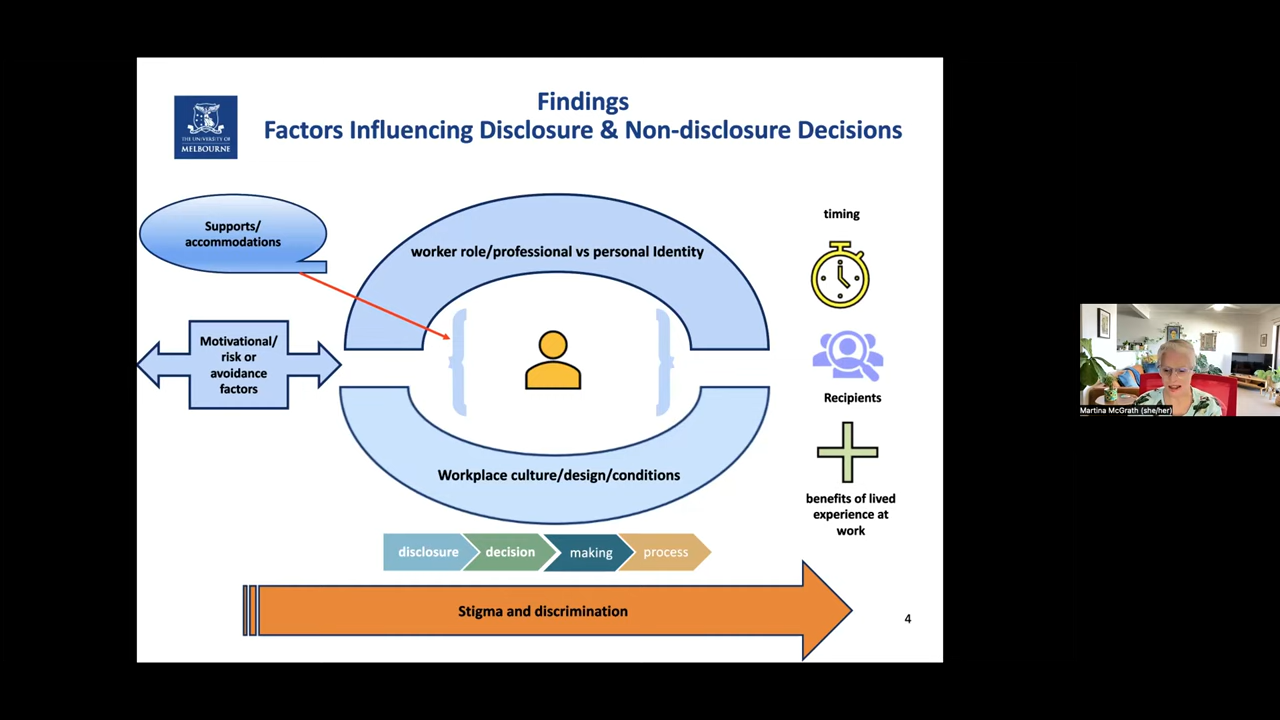 Findings
Factors Influencing Disclosure & Non-disclosure Decisions
THE UNIVERSITY OF
MELBOURNE
Supports/
accommodations
worker role/professional vs personal Identity
timing
Motivational/
risk or
avoidance
factors
Recipients
Workplace culture/design/conditions
benefits of lived
experience at
work
disclosure decision making process
Stigma and discrimination
4
Martina McGrath (she/her)